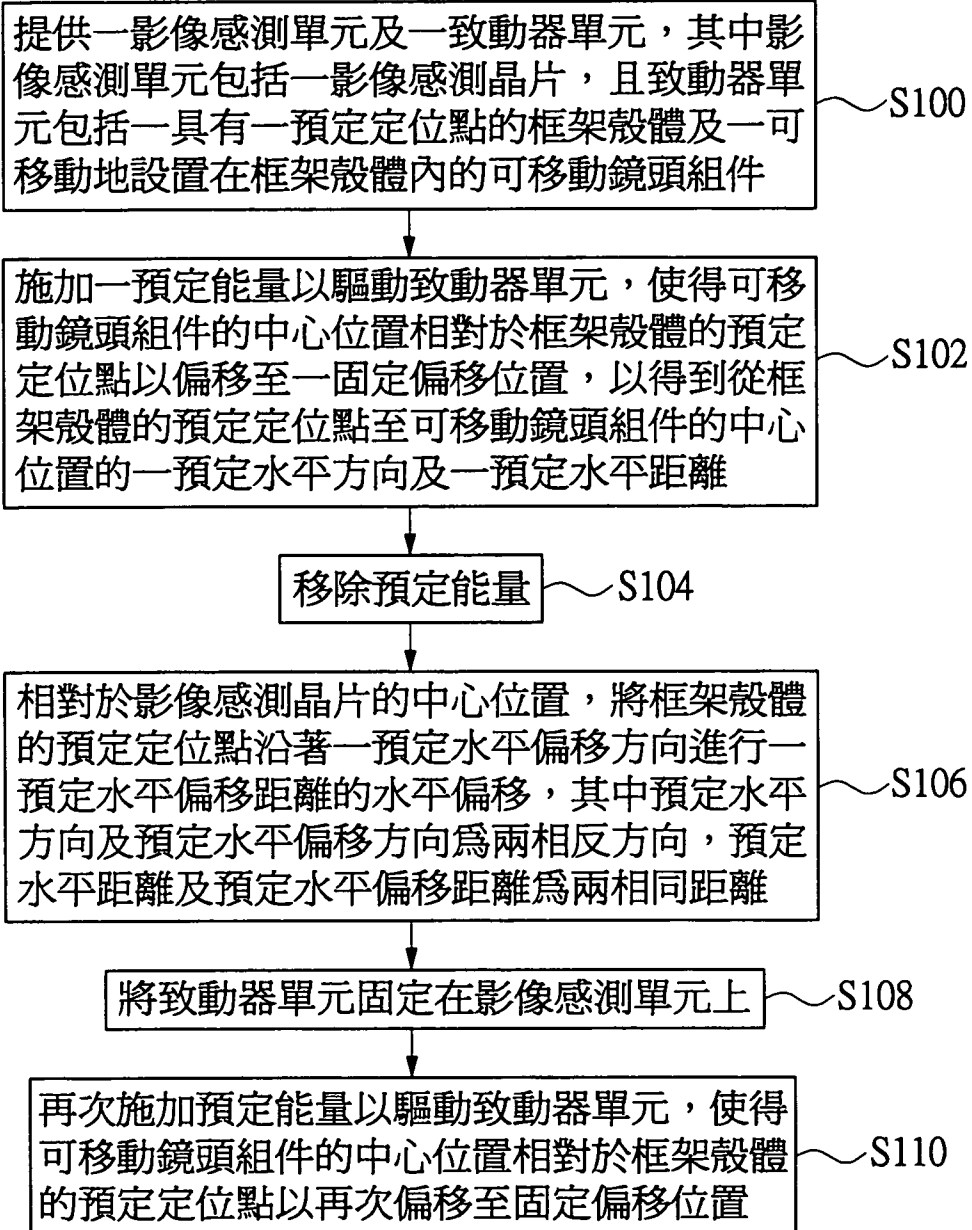 提供一影像感測單元及一致動器單元，其中影
像感測單元包括一影像感測晶片，且致動器單
元包括一具有一預定定位點的框架殼體及一可
移動地設置在框架殼體內的可移動鏡頭組件
S100
施加一預定能量以驅動致動器單元，使得可移
動鏡頭組件的中心位置相對於框架殼體的預定
定位點以偏移至一固定偏移位置，以得到從框
架殼體的預定定位點至可移動鏡頭組件的中心
位置的一預定水平方向及一預定水平距離
S102
移除預定能量
S104
相對於影像感測晶片的中心位置，將框架殼體
的預定定位點沿著一預定水平偏移方向進行一
預定水平偏移距離的水平偏移，其中預定水平
方向及預定水平偏移方向爲兩相反方向，預定
水平距離及預定水平偏移距離爲兩相同距離
S106
將致動器單元固定在影像感測單元上
S108
再次施加預定能量以驅動致動器單元，使得
可移動鏡頭組件的中心位置相對於框架殼體
的預定定位點以再次偏移至固定偏移位置
S110